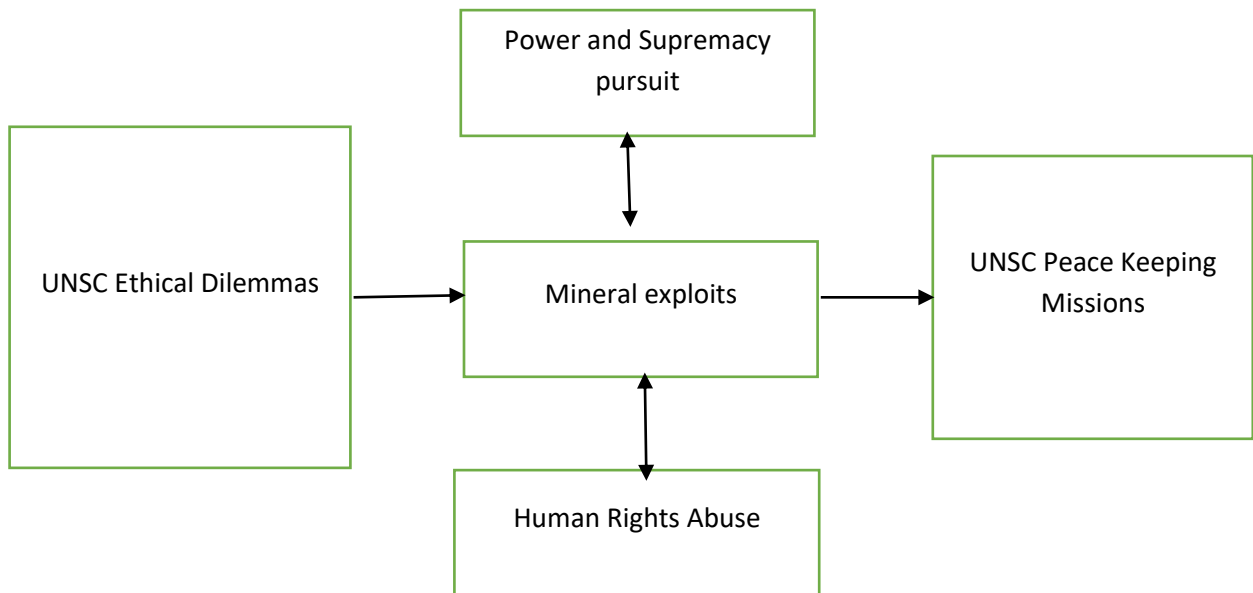 Power and Supremacy
pursuit
UNSC Ethical Dilemmas
Mineral exploits
UNSC Peace Keeping
Missions
Human Rights Abuse